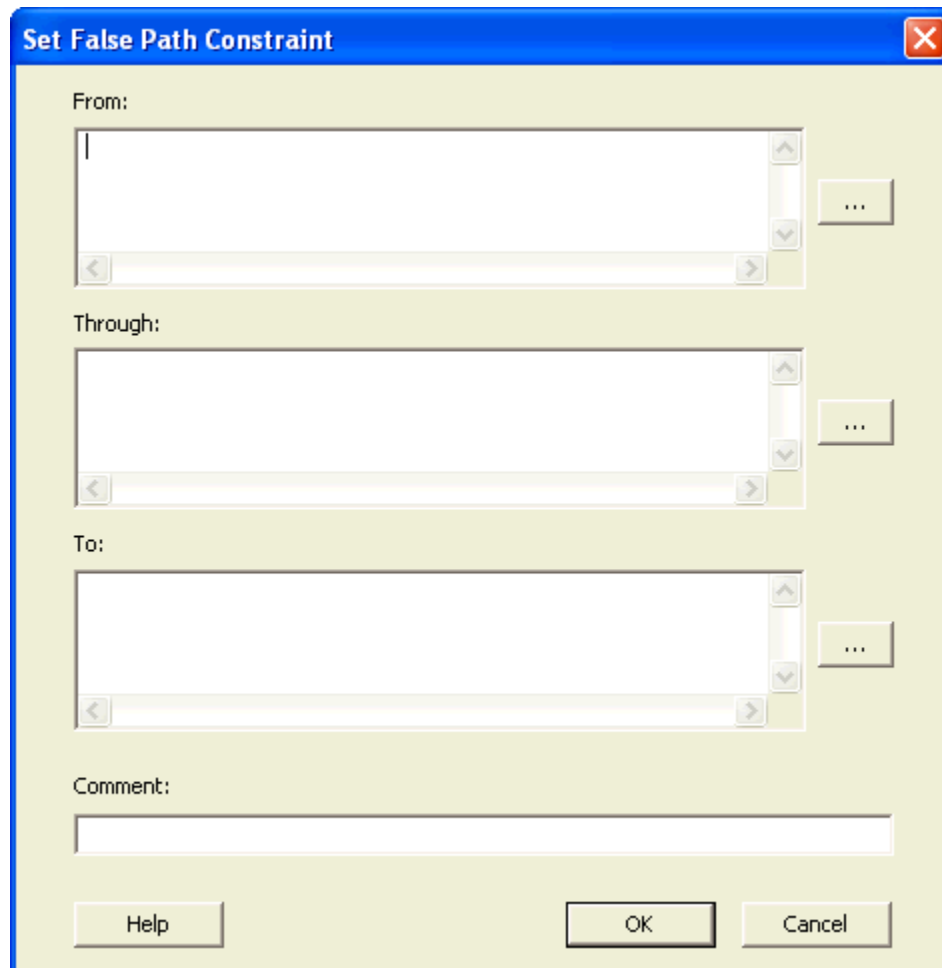 Set False Path Constraint
From:
...
Through:
...
To:
...
Comment:
Help OK Cancel